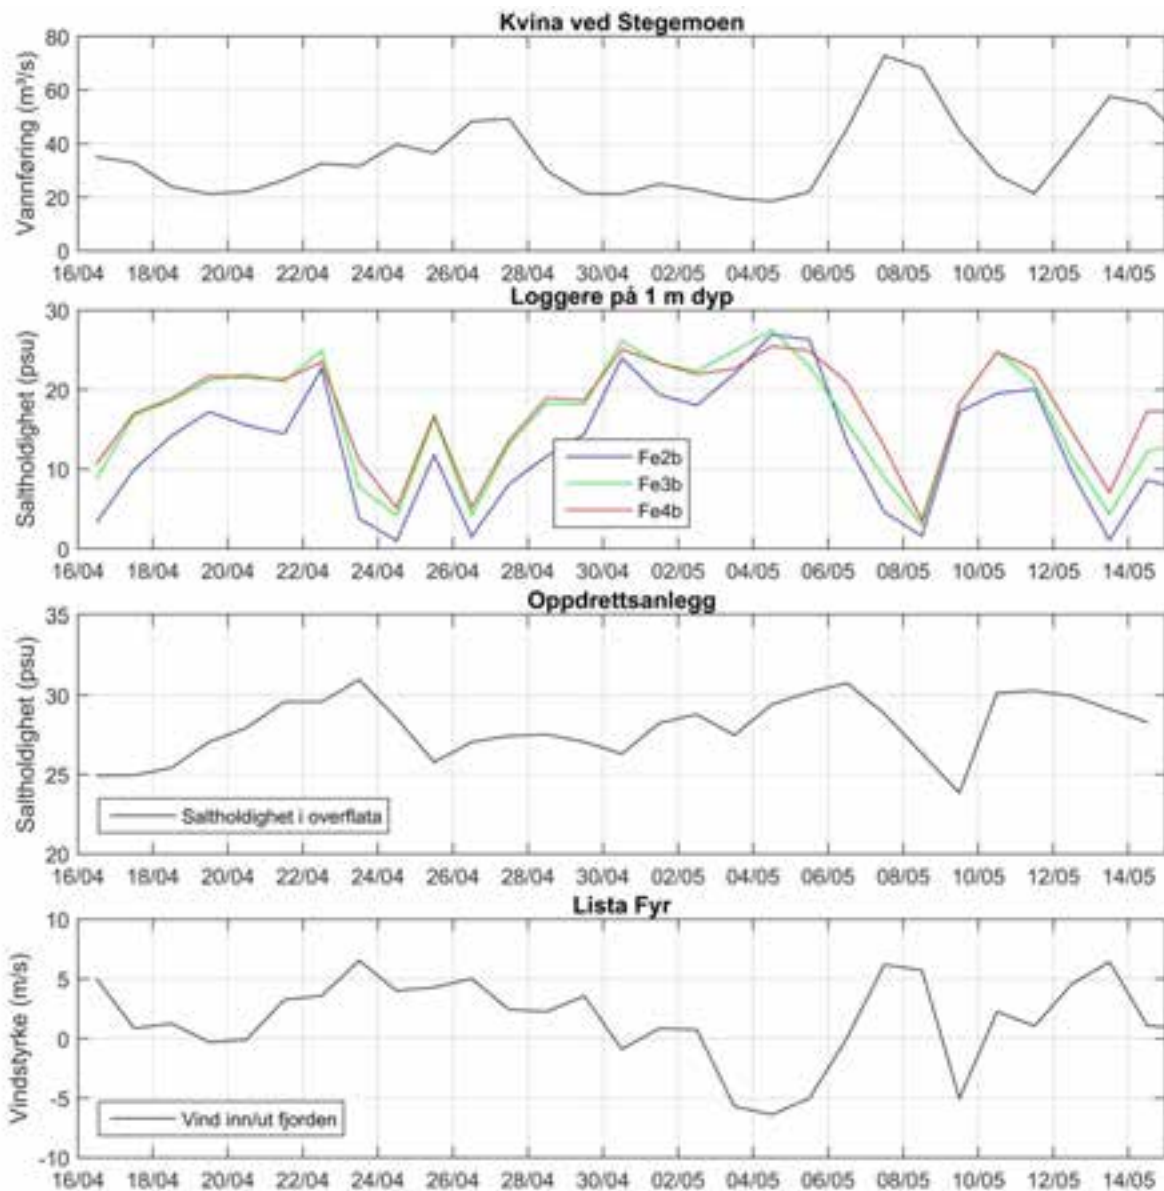 Kvina ved Stegemoen
Vannføring (m³/s)
80
60
40
20
0
16/04 18/04 20/04 22/04 24/04 26/04 28/04 30/04 02/05 04/05 06/05 08/05 10/05 12/05 14/05
Loggere på 1 m dyp
Saltholdighet (psu)
30
20
10
0
Fe2b
Fe3b
Fe4b
16/04 18/04 20/04 22/04 24/04 26/04 28/04 30/04 02/05 04/05 06/05 08/05 10/05 12/05 14/05
Oppdrettsanlegg
Saltholdighet (psu)
35
30
25
20
Saltholdighet i overflata
16/04 18/04 20/04 22/04 24/04 26/04 28/04 30/04 02/05 04/05 06/05 08/05 10/05 12/05 14/05
Lista Fyr
Vindstyrke (m/s)
10
5
0
-5
-10
Vind inn/ut fjorden
16/04 18/04 20/04 22/04 24/04 26/04 28/04 30/04 02/05 04/05 06/05 08/05 10/05 12/05 14/05